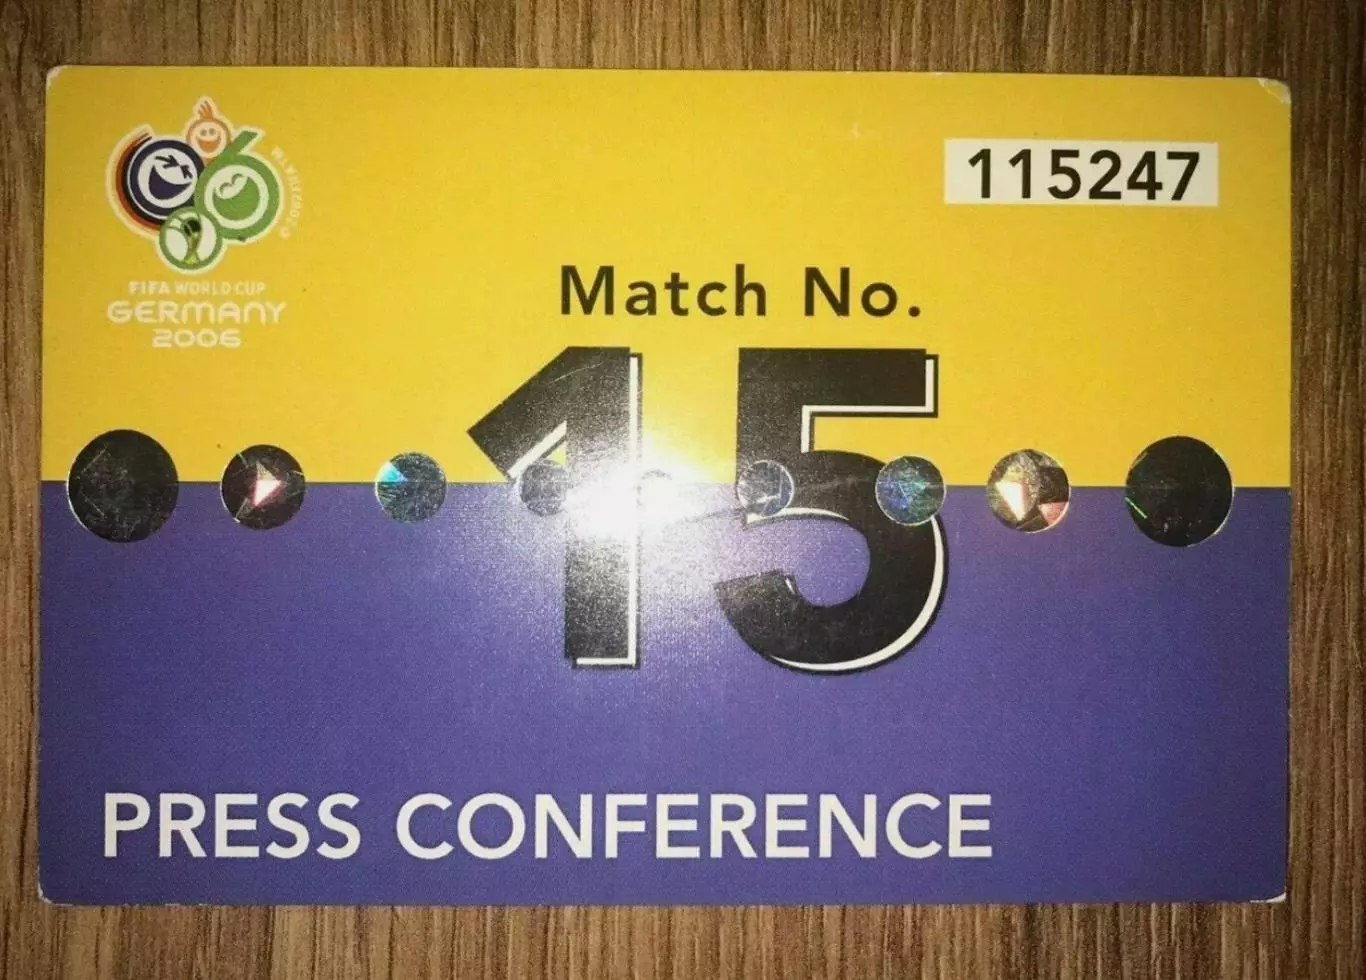 FIFA WORLD CUP
GERMANY
2006
115247
Match No.
15
PRESS CONFERENCE